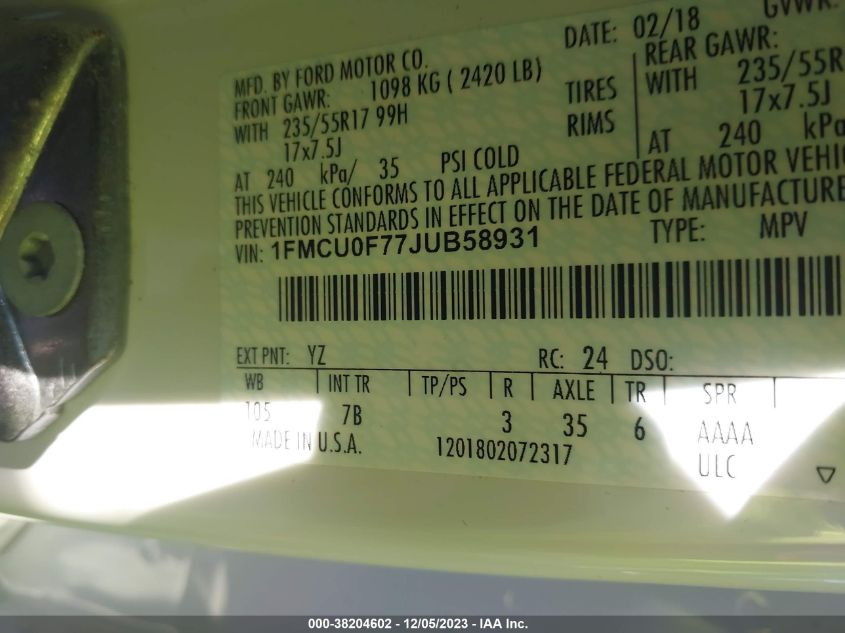 MFD. BY FORD MOTOR CO. DATE: 02/18 GVWR:
FRONT GAWR: 1098 KG ( 2420 LB) REAR GAWR:
WITH 235/55R17 99H TIRES WITH 235/55R
17x7.5J RIMS 17x7.5J
AT 240 kPa/ 35 PSI COLD AT 240 kPa
THIS VEHICLE CONFORMS TO ALL APPLICABLE FEDERAL MOTOR VEHIC
PREVENTION STANDARDS IN EFFECT ON THE DATE OF MANUFACTURE
VIN: 1FMCU0F77JUB58931 TYPE: MPV
EXT PNT: YZ RC: 24 DSO:
WB INT TR TP/PS R AXLE TR SPR
105 7B 3 35 6 AAAA
MADE IN U.S.A. 1201802072317 ULC
000-38204602 - 12/05/2023 - IAA Inc.